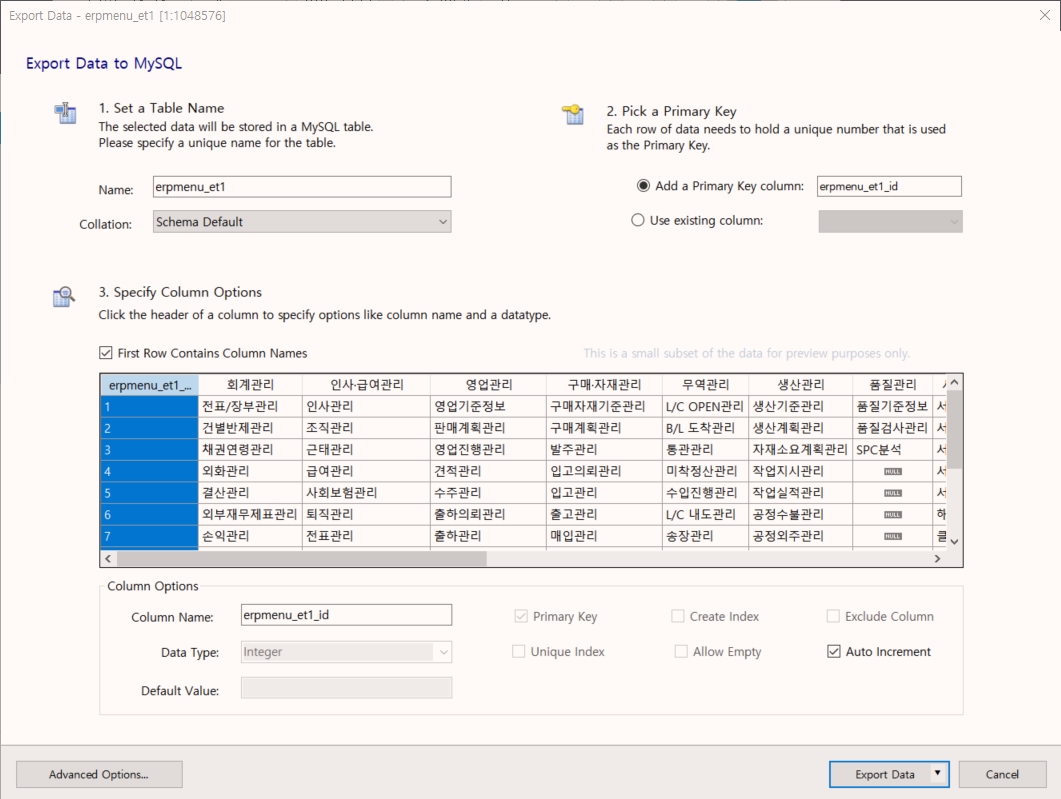 Export Data - erpmenu_et1 [1:1048576]
Export Data to MySQL
1. Set a Table Name
The selected data will be stored in a MySQL table.
Please specify a unique name for the table.
Name: erpmenu_et1
Collation: Schema Default
2. Pick a Primary Key
Each row of data needs to hold a unique number that is used
as the Primary Key.
Add a Primary Key column: erpmenu_et1_id
Use existing column:
3. Specify Column Options
Click the header of a column to specify options like column name and a datatype.
First Row Contains Column Names
This is a small subset of the data for preview purposes only.
erpmenu_et1_... 회계관리 인사·급여관리 영업관리 구매·자재관리 무역관리 생산관리 품질관리
1 전표/장부관리 인사관리 영업기준정보 구매자재기준관리 L/C OPEN관리 생산기준관리 품질기준정보 서
2 건별반제관리 조직관리 판매계획관리 구매계획관리 B/L 도착관리 생산계획관리 품질검사관리 서
3 채권연령관리 근태관리 영업진행관리 발주관리 통관관리 자재소요계획관리 SPC분석 서
4 외화관리 급여관리 견적관리 입고의뢰관리 미착정산관리 작업지시관리 NULL 서
5 결산관리 사회보험관리 수주관리 입고관리 수입진행관리 작업실적관리 NULL 서
6 외부재무제표관리 퇴직관리 출하의뢰관리 출고관리 L/C 내도관리 공정수불관리 NULL 해
7 손익관리 전표관리 출하관리 매입관리 송장관리 공정외주관리 NULL 클
Column Options
Column Name: erpmenu_et1_id
Primary Key
Create Index
Exclude Column
Data Type: Integer
Unique Index
Allow Empty
Auto Increment
Default Value:
Advanced Options...
Export Data
Cancel